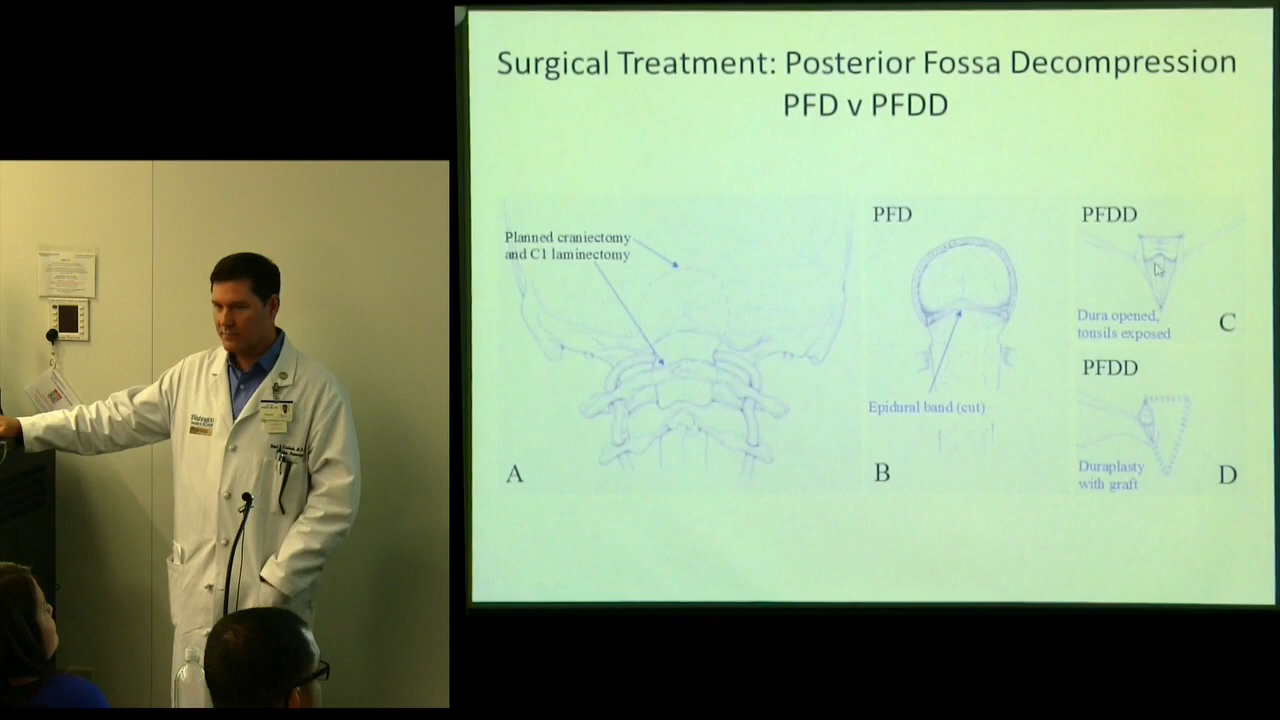 Surgical Treatment: Posterior Fossa Decompression
PFD v PFDD
Planned craniectomy
and C1 laminectomy
A
PFD
Epidural band (cut)
B
PFDD
Dura opened,
tonsils exposed
C
PFDD
Duraplasty
with graft
D
Washington